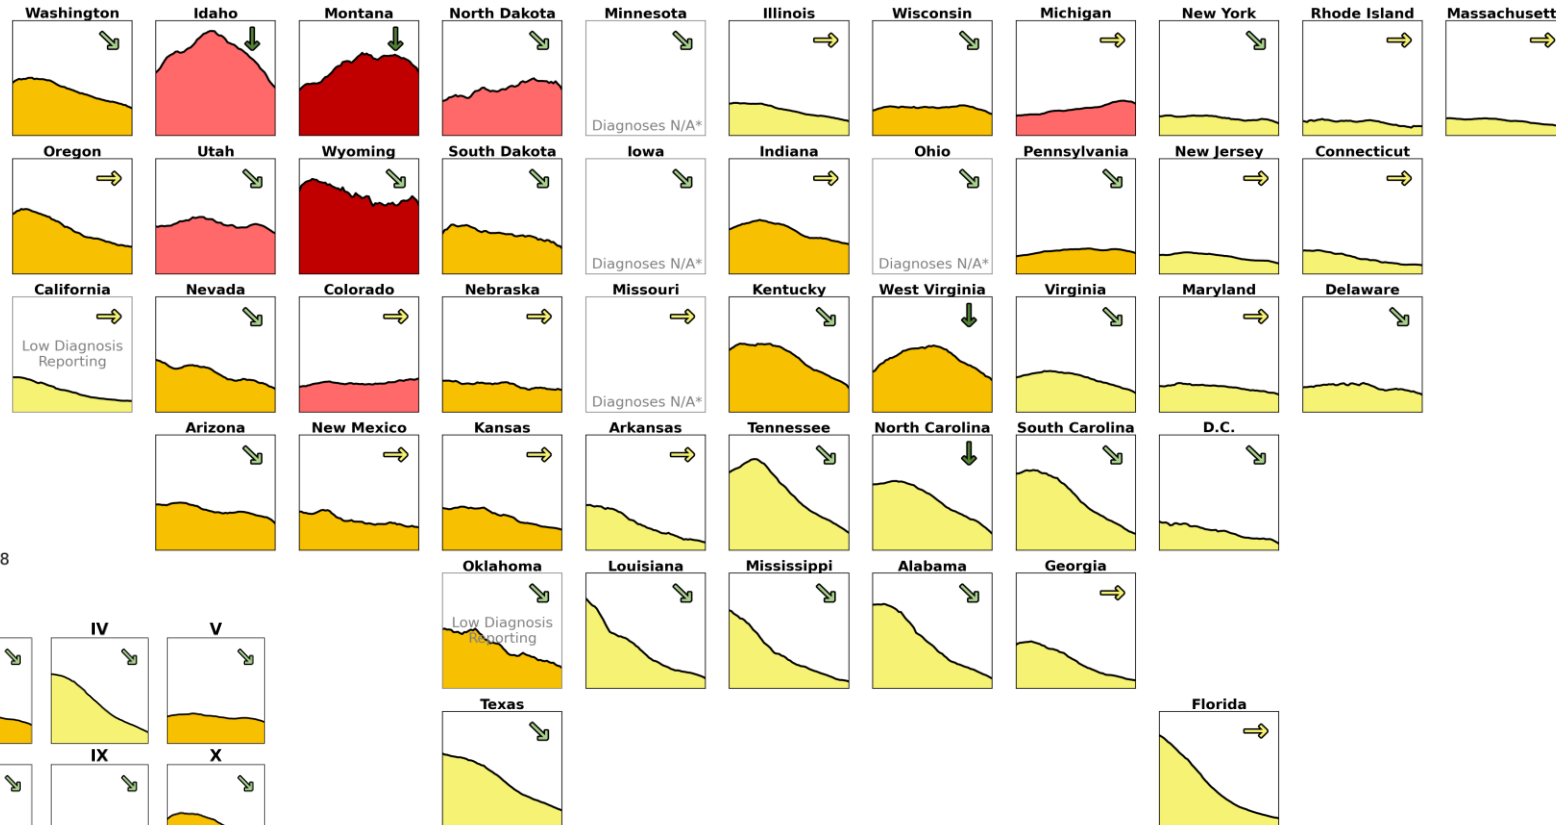 Washington
Idaho
Montana
North Dakota
Minnesota
Illinois
Wisconsin
Michigan
New York
Rhode Island
Massachusett
Diagnoses N/A*
Oregon
Utah
Wyoming
South Dakota
Iowa
Indiana
Ohio
Pennsylvania
New Jersey
Connecticut
Diagnoses N/A*
Diagnoses N/A*
California
Nevada
Colorado
Nebraska
Missouri
Kentucky
West Virginia
Virginia
Maryland
Delaware
Low Diagnosis
Reporting
Diagnoses N/A*
Arizona
New Mexico
Kansas
Arkansas
Tennessee
North Carolina
South Carolina
D.C.
8
Oklahoma
Louisiana
Mississippi
Alabama
Georgia
Low Diagnosis
Reporting
IV
V
Texas
Florida
IX
X